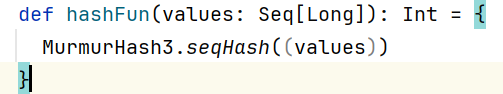 def hashFun(values: Seq[Long]): Int = {
  MurmurHash3.seqHash((values))
}